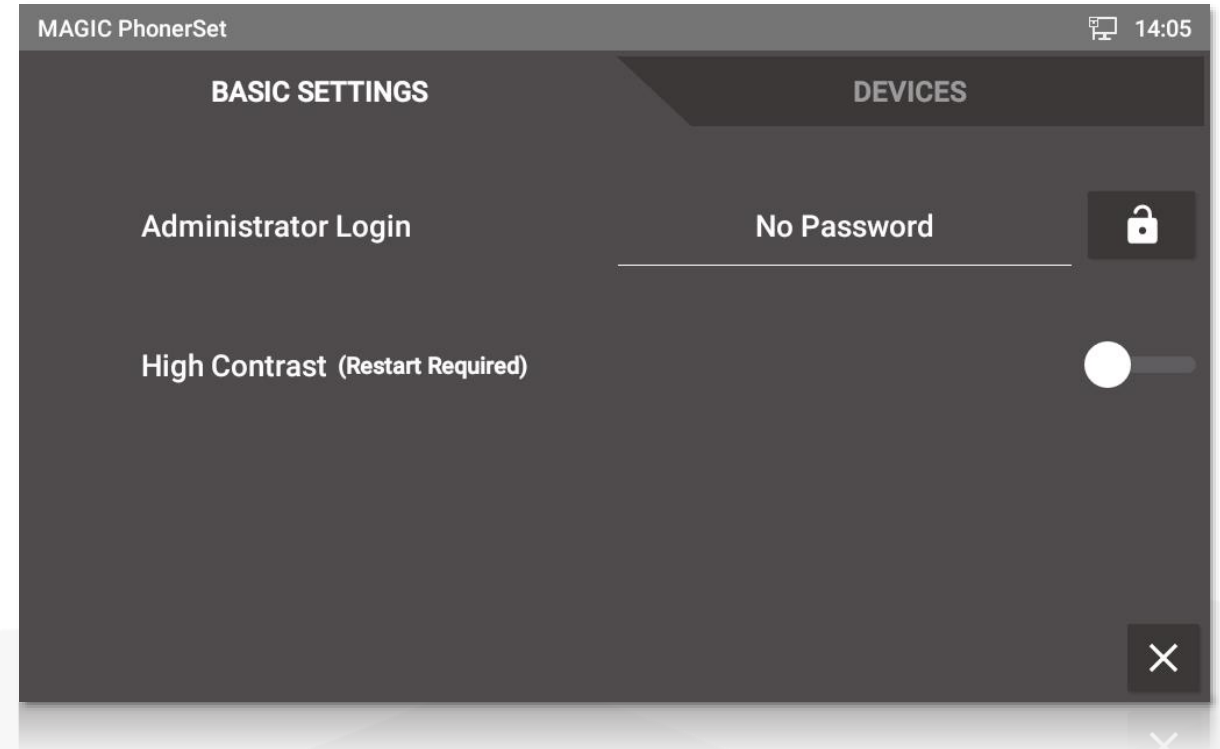 MAGIC PhonerSet 14:05
BASIC SETTINGS DEVICES
Administrator Login No Password
High Contrast (Restart Required)